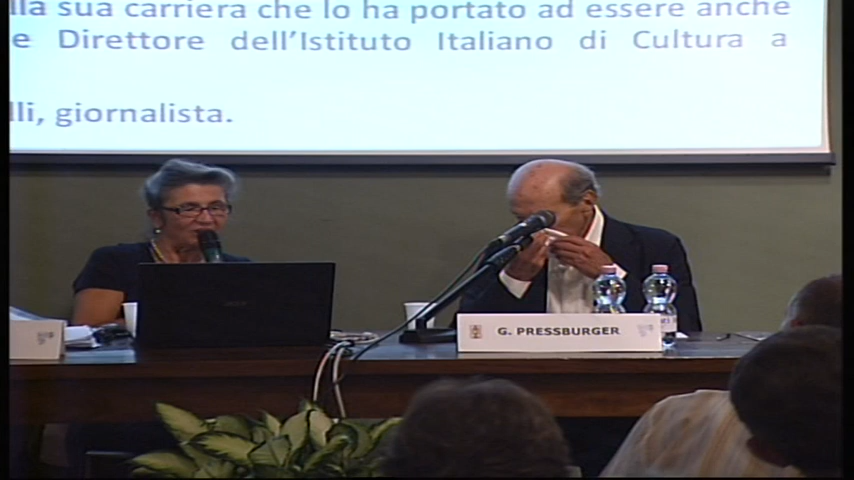 lla sua carriera che lo ha portato ad essere anche
e Direttore dell’Istituto Italiano di Cultura a
lli, giornalista.
G. PRESSBURGER